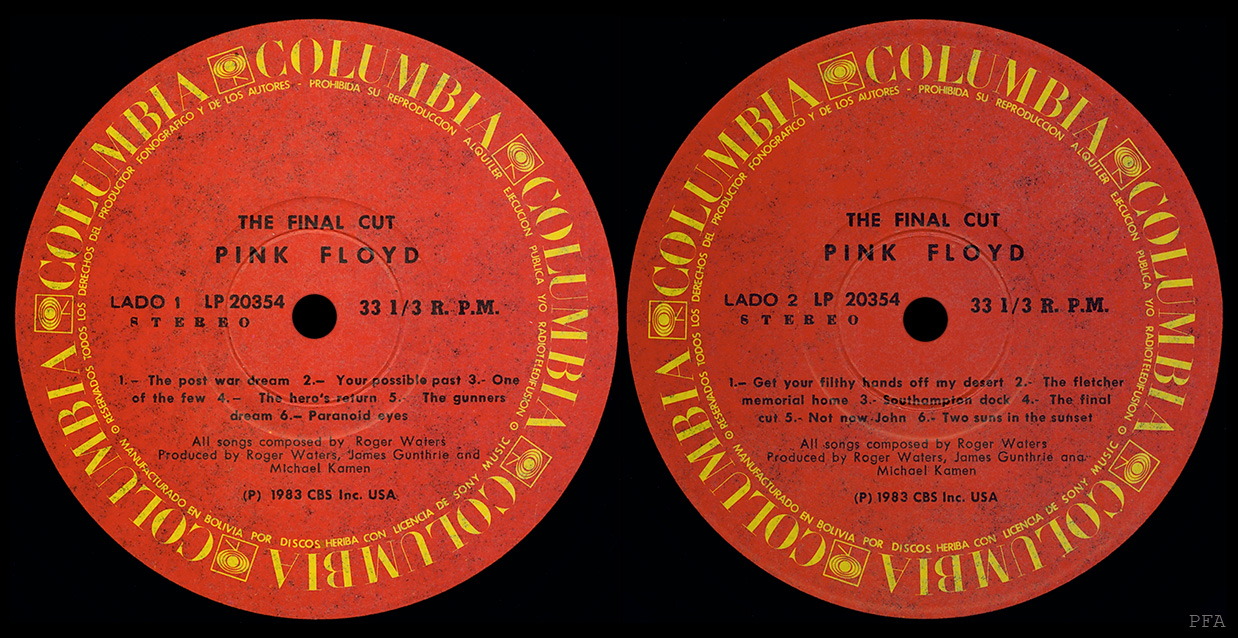 COLUMBIA COLUMBIA COLUMBIA COLUMBIA COLUMBIA COLUMBIA
© RESERVADOS TODOS LOS DERECHOS DEL PRODUCTOR FONOGRAFICO Y DE LOS AUTORES - PROHIBIDA SU REPRODUCCION ALQUILER EJECUCION PUBLICA Y/O RADIOTELEDIFUSION ©
THE FINAL CUT
PINK FLOYD
LADO 1 LP 20354
STEREO
33 1/3 R. P.M.
1.– The post war dream 2.– Your possible past 3.- One
of the few 4.– The hero's return 5.- The gunners
dream 6.– Paranoid eyes
All songs composed by Roger Waters
Produced by Roger Waters, James Gunthrie and
Michael Kamen
(P) 1983 CBS Inc. USA
MANUFACTURADO EN BOLIVIA POR DISCOS HERIBA CON LICENCIA DE SONY MUSIC
COLUMBIA COLUMBIA COLUMBIA COLUMBIA COLUMBIA COLUMBIA
© RESERVADOS TODOS LOS DERECHOS DEL PRODUCTOR FONOGRAFICO Y DE LOS AUTORES - PROHIBIDA SU REPRODUCCION ALQUILER EJECUCION PUBLICA Y/O RADIOTELEDIFUSION ©
THE FINAL CUT
PINK FLOYD
LADO 2 LP 20354
STEREO
33 1/3 R. P.M.
1.– Get your filthy hands off my desert 2.- The fletcher
memorial home 3.- Southampton dock 4.- The final
cut 5.- Not now John 6.- Two suns in the sunset
All songs composed by Roger Waters
Produced by Roger Waters, James Gunthrie and
Michael Kamen
(P) 1983 CBS Inc. USA
MANUFACTURADO EN BOLIVIA POR DISCOS HERIBA CON LICENCIA DE SONY MUSIC
PFA